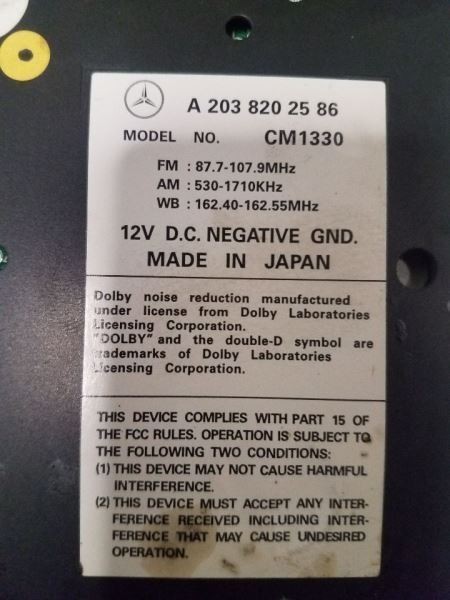 A 203 820 25 86
MODEL NO. CM1330
FM : 87.7-107.9MHz
AM : 530-1710KHz
WB : 162.40-162.55MHz
12V D.C. NEGATIVE GND.
MADE IN JAPAN
Dolby noise reduction manufactured
under license from Dolby Laboratories
Licensing Corporation.
"DOLBY" and the double-D symbol are
trademarks of Dolby Laboratories
Licensing Corporation.
THIS DEVICE COMPLIES WITH PART 15 OF
THE FCC RULES. OPERATION IS SUBJECT TO
THE FOLLOWING TWO CONDITIONS:
(1) THIS DEVICE MAY NOT CAUSE HARMFUL
INTERFERENCE.
(2) THIS DEVICE MUST ACCEPT ANY INTER-
FERENCE RECEIVED INCLUDING INTER-
FERENCE THAT MAY CAUSE UNDESIRED
OPERATION.